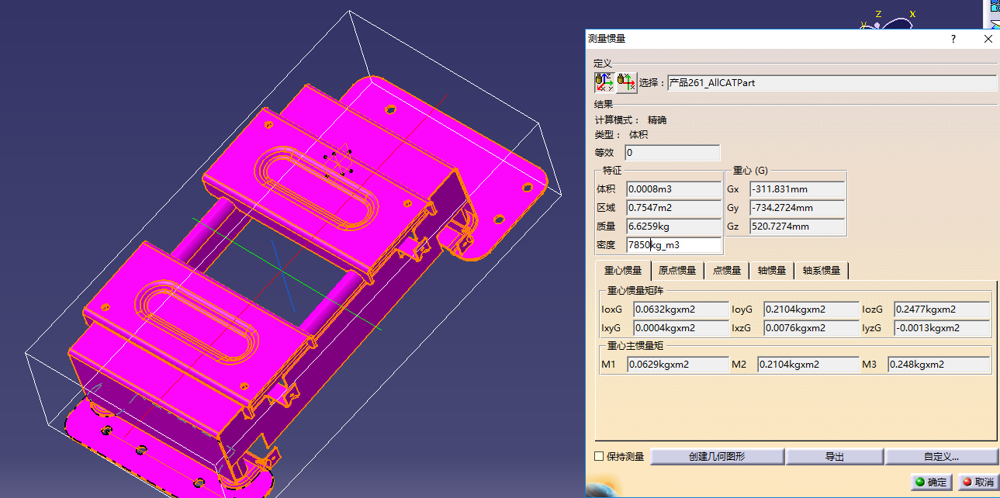 z x
y
测量惯量 ?
定义
选择： 产品261_AllCATPart
结果
计算模式： 精确
类型： 体积
等效 0
特征 重心 (G)
体积 0.0008m3 Gx -311.831mm
区域 0.7547m2 Gy -734.2724mm
质量 6.6259kg Gz 520.7274mm
密度 7850kg_m3
重心惯量 原点惯量 点惯量 轴惯量 轴系惯量
重心惯量矩阵
IoxG 0.0632kgxm2 IoyG 0.2104kgxm2 IozG 0.2477kgxm2
IxyG 0.0004kgxm2 IxzG 0.0076kgxm2 IyzG -0.0013kgxm2
重心主惯量矩
M1 0.0629kgxm2 M2 0.2104kgxm2 M3 0.248kgxm2
保持测量 创建几何图形 导出 自定义...
确定 取消